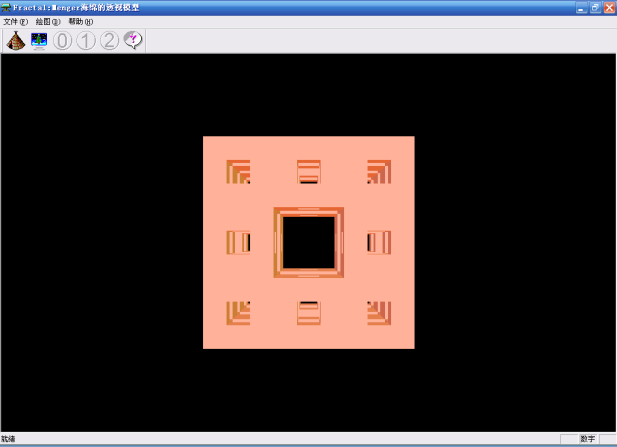 Fractal:Menger海绵的透视模型
文件(F) 绘图(D) 帮助(H)
0 1 2 ?
就绪 数字